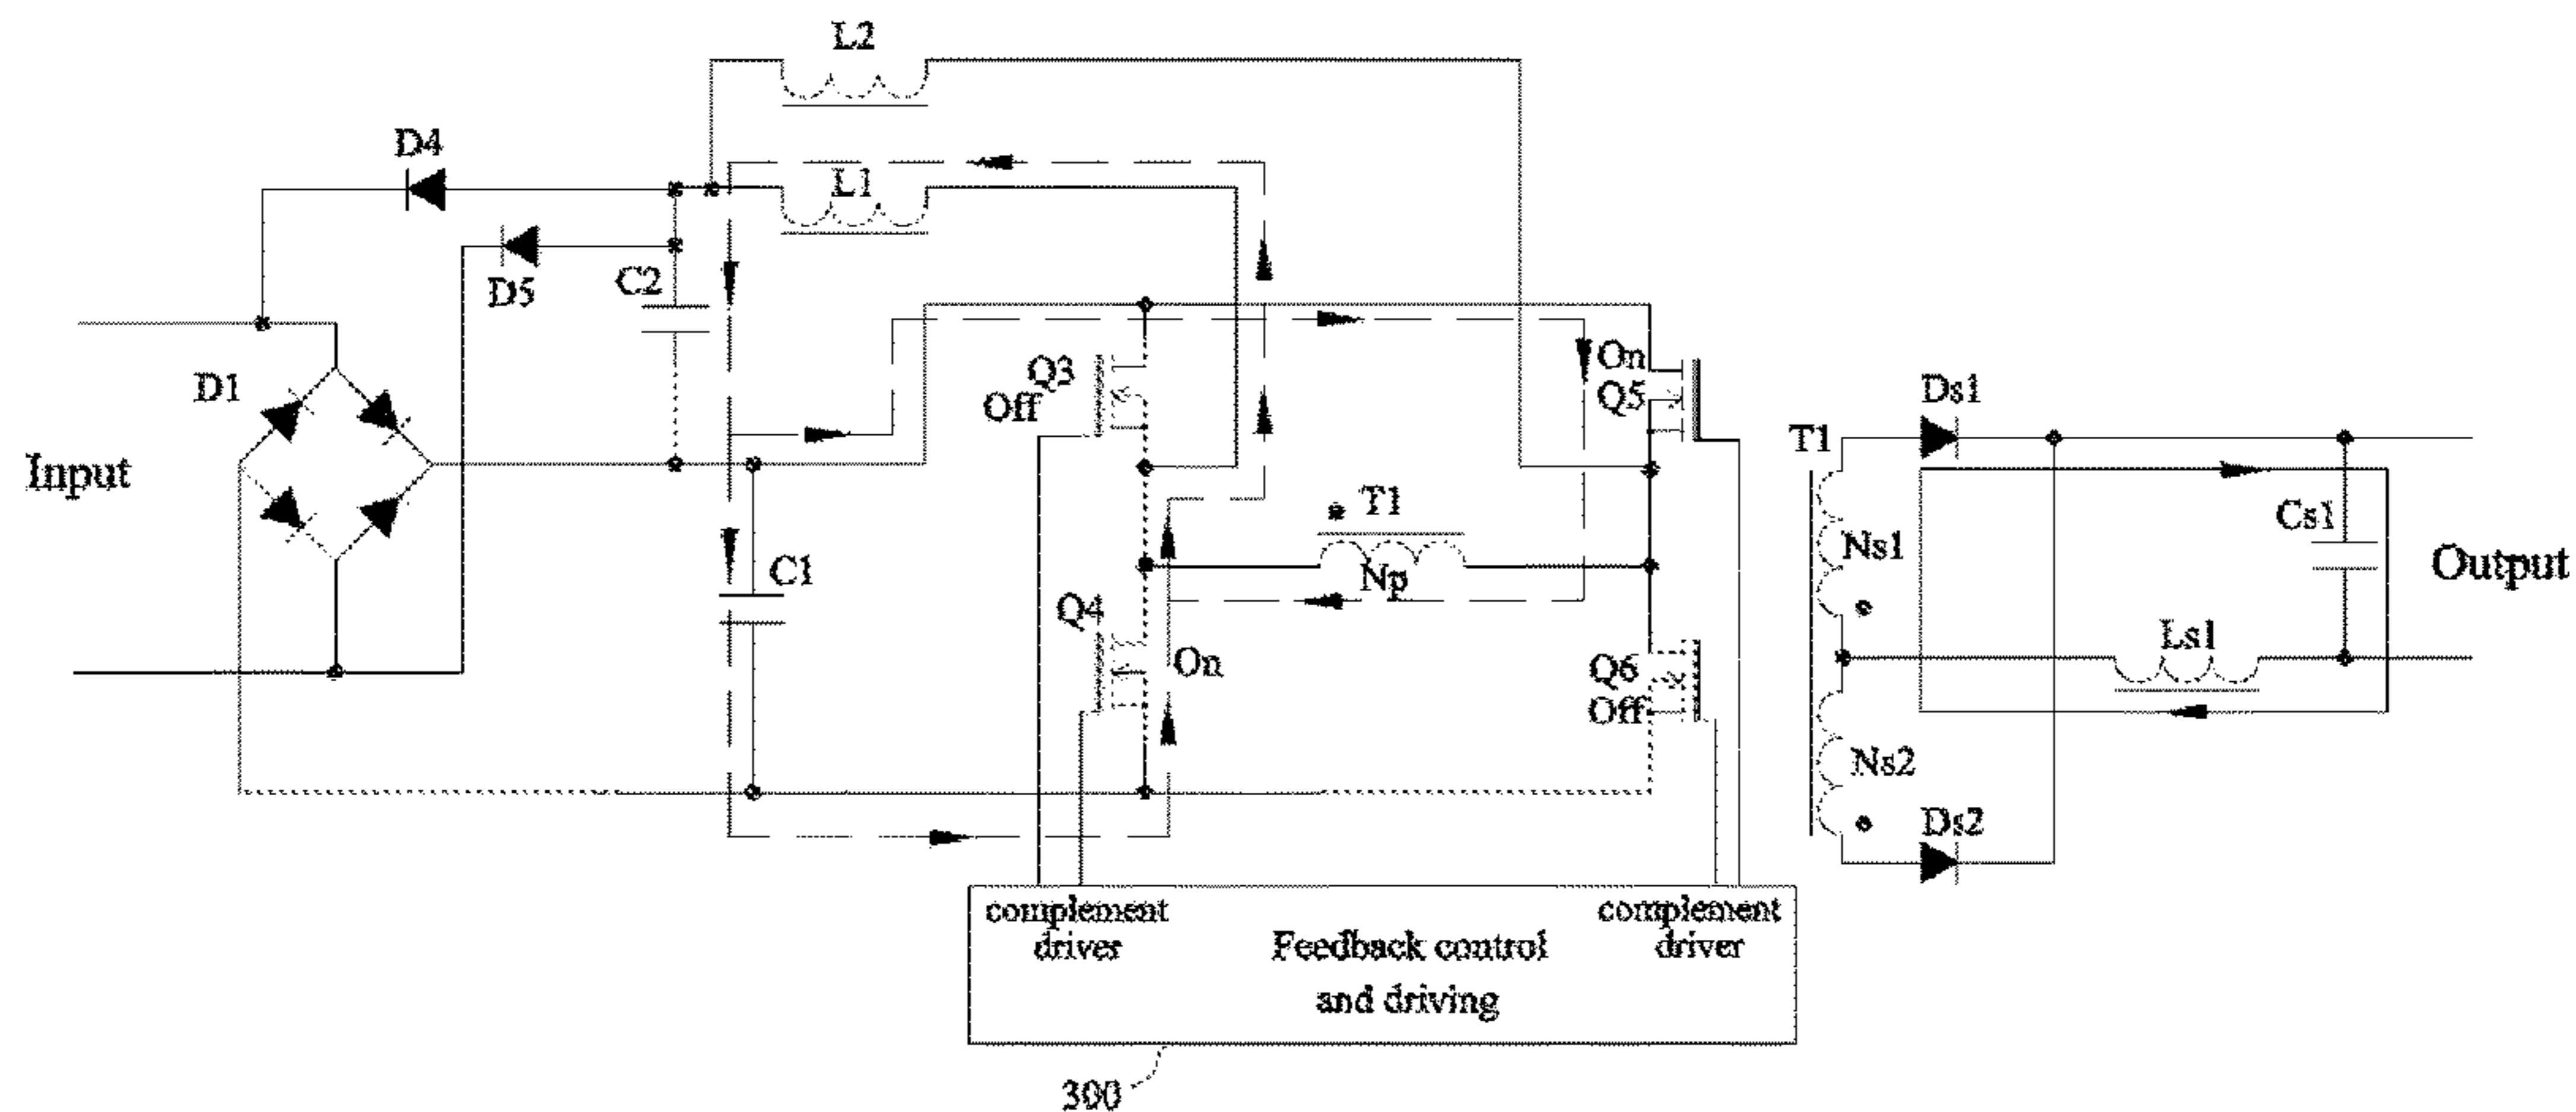 L2
D4
L1
D5
C2
D1
Q3
Off
On
Q5
Ds1
T1
Input
T1
Cs1
Ns1
Output
C1
Np
Q4
On
Q6
Off
Ls1
Ns2
Ds2
complement
driver
complement
driver
Feedback control
and driving
300